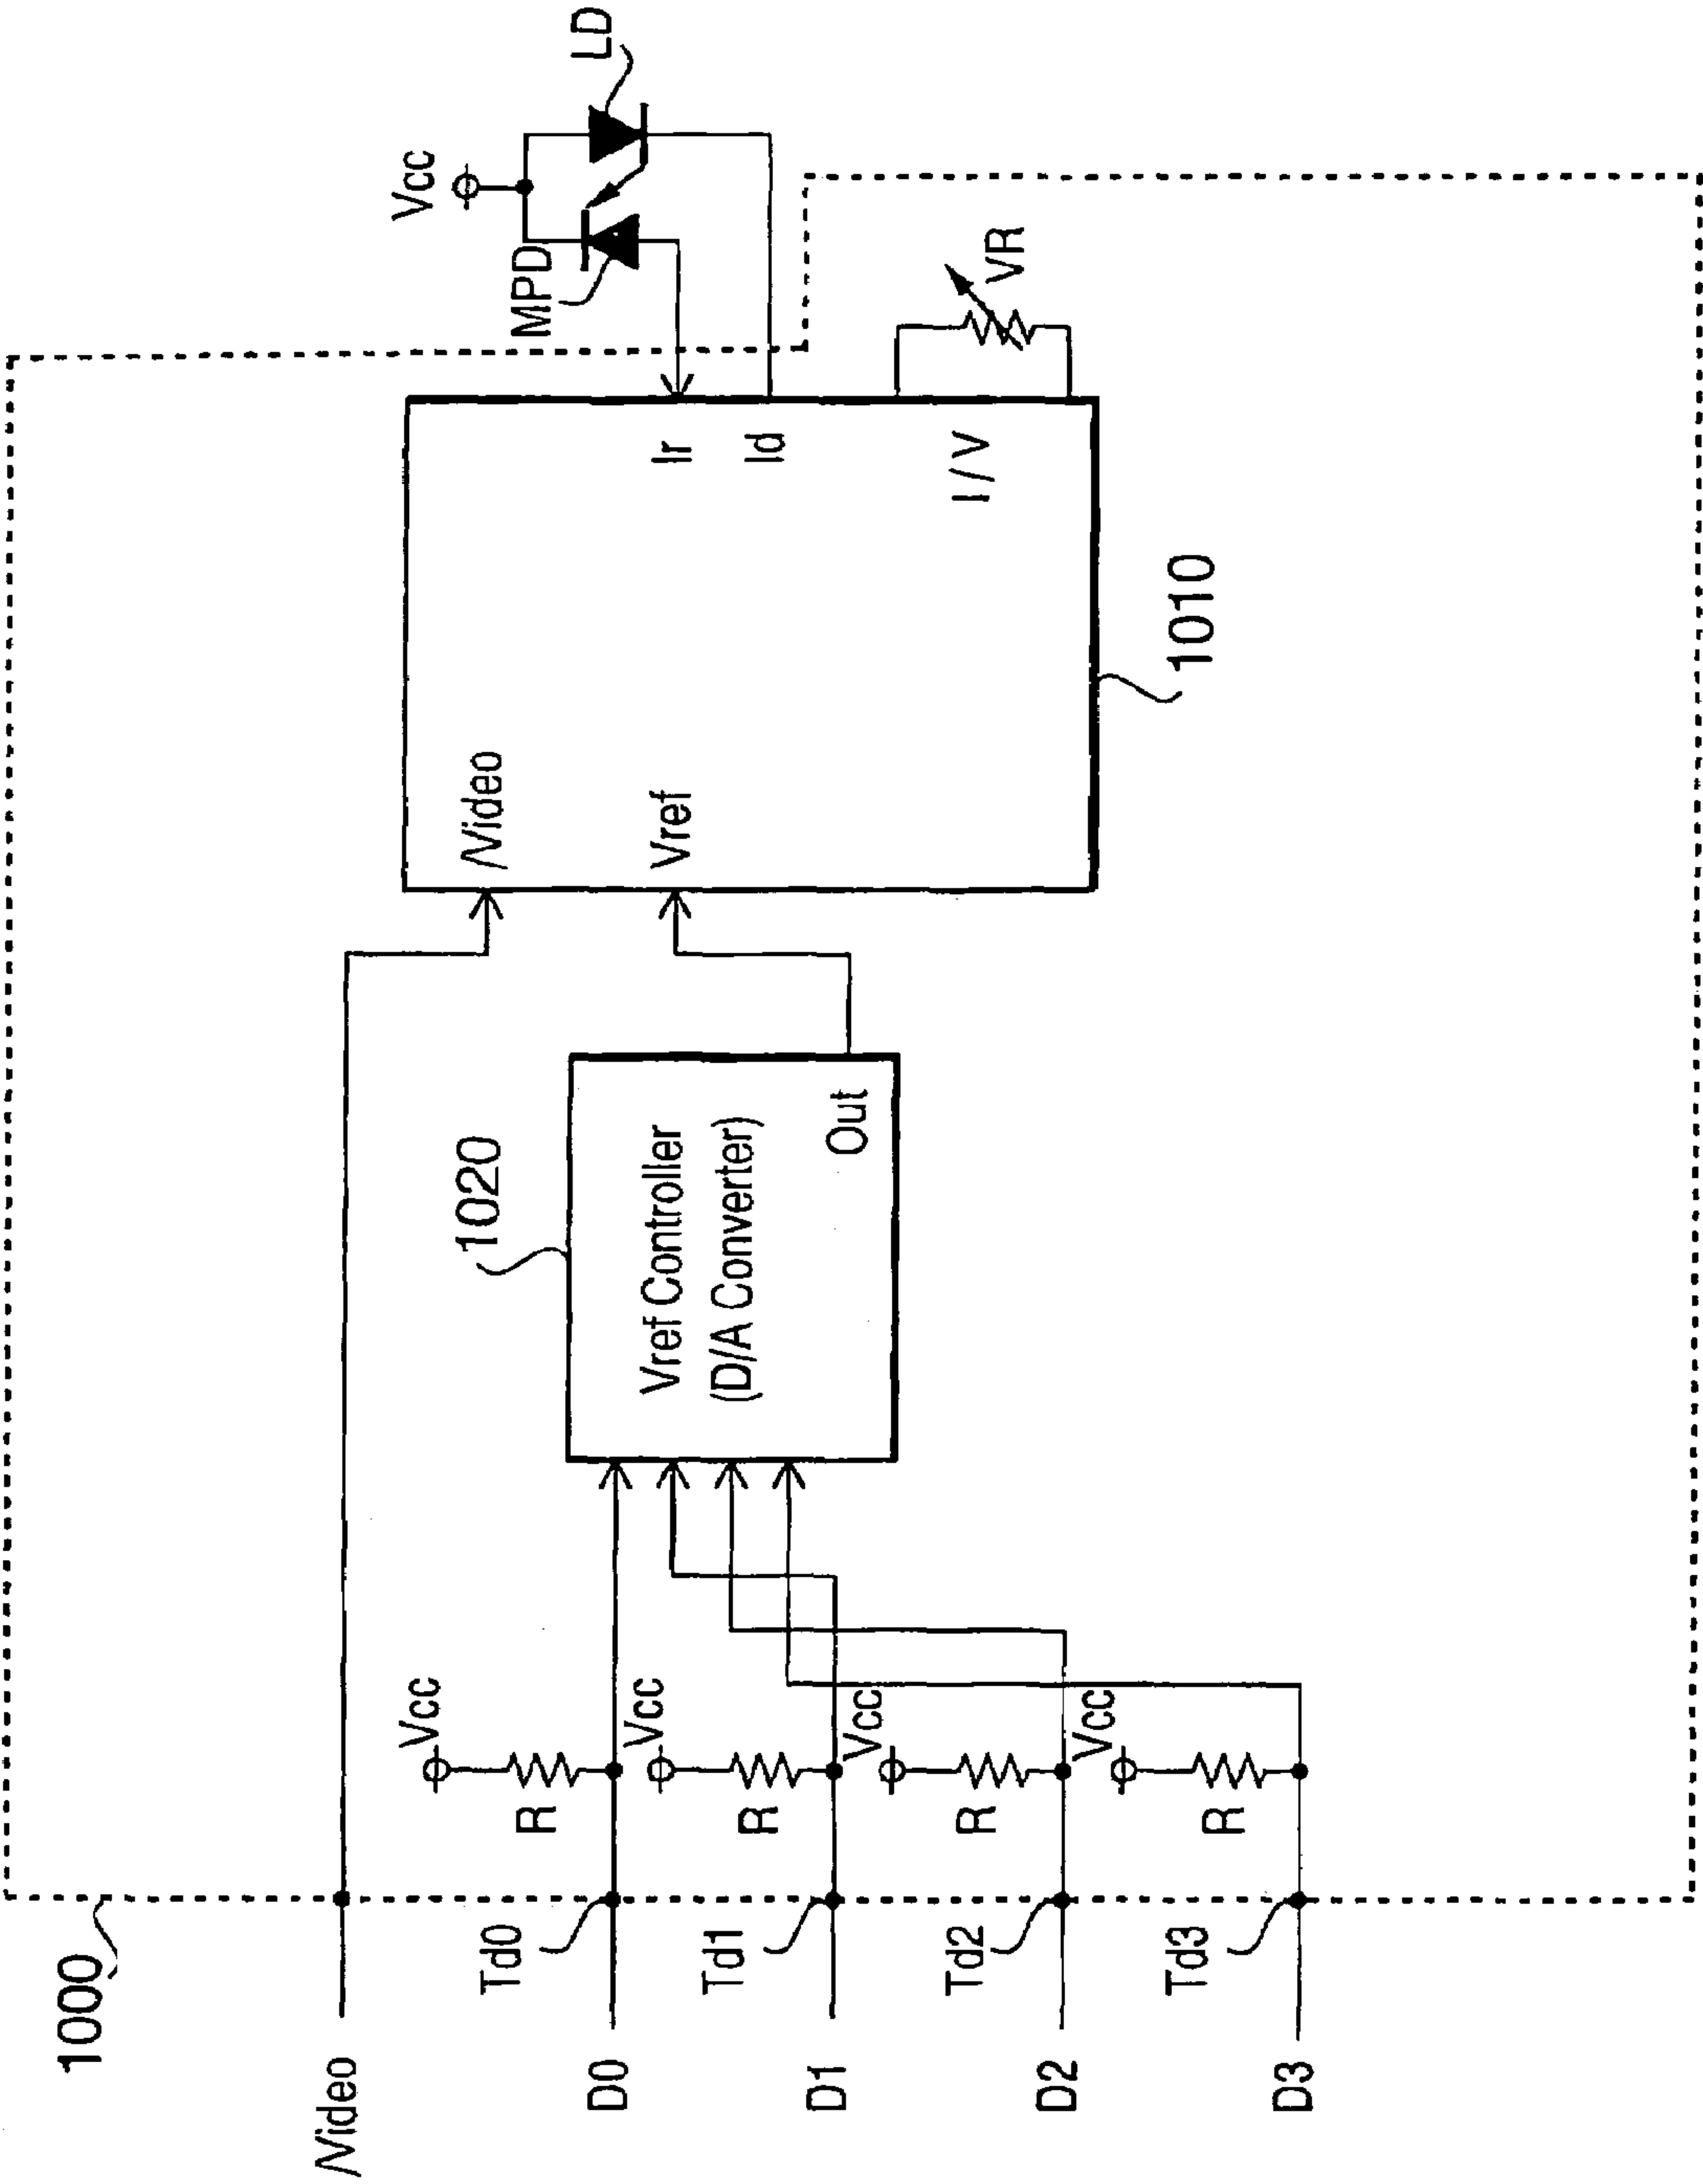 1000
/Video
D0
D1
D2
D3
Td0
Td1
Td2
Td3
Vcc
R
Vcc
R
Vcc
R
Vcc
R
1020
Vref Controller
(D/A Converter)
Out
/Video
Vref
Ir
Id
I/V
1010
VR
Vcc
MPD
LD